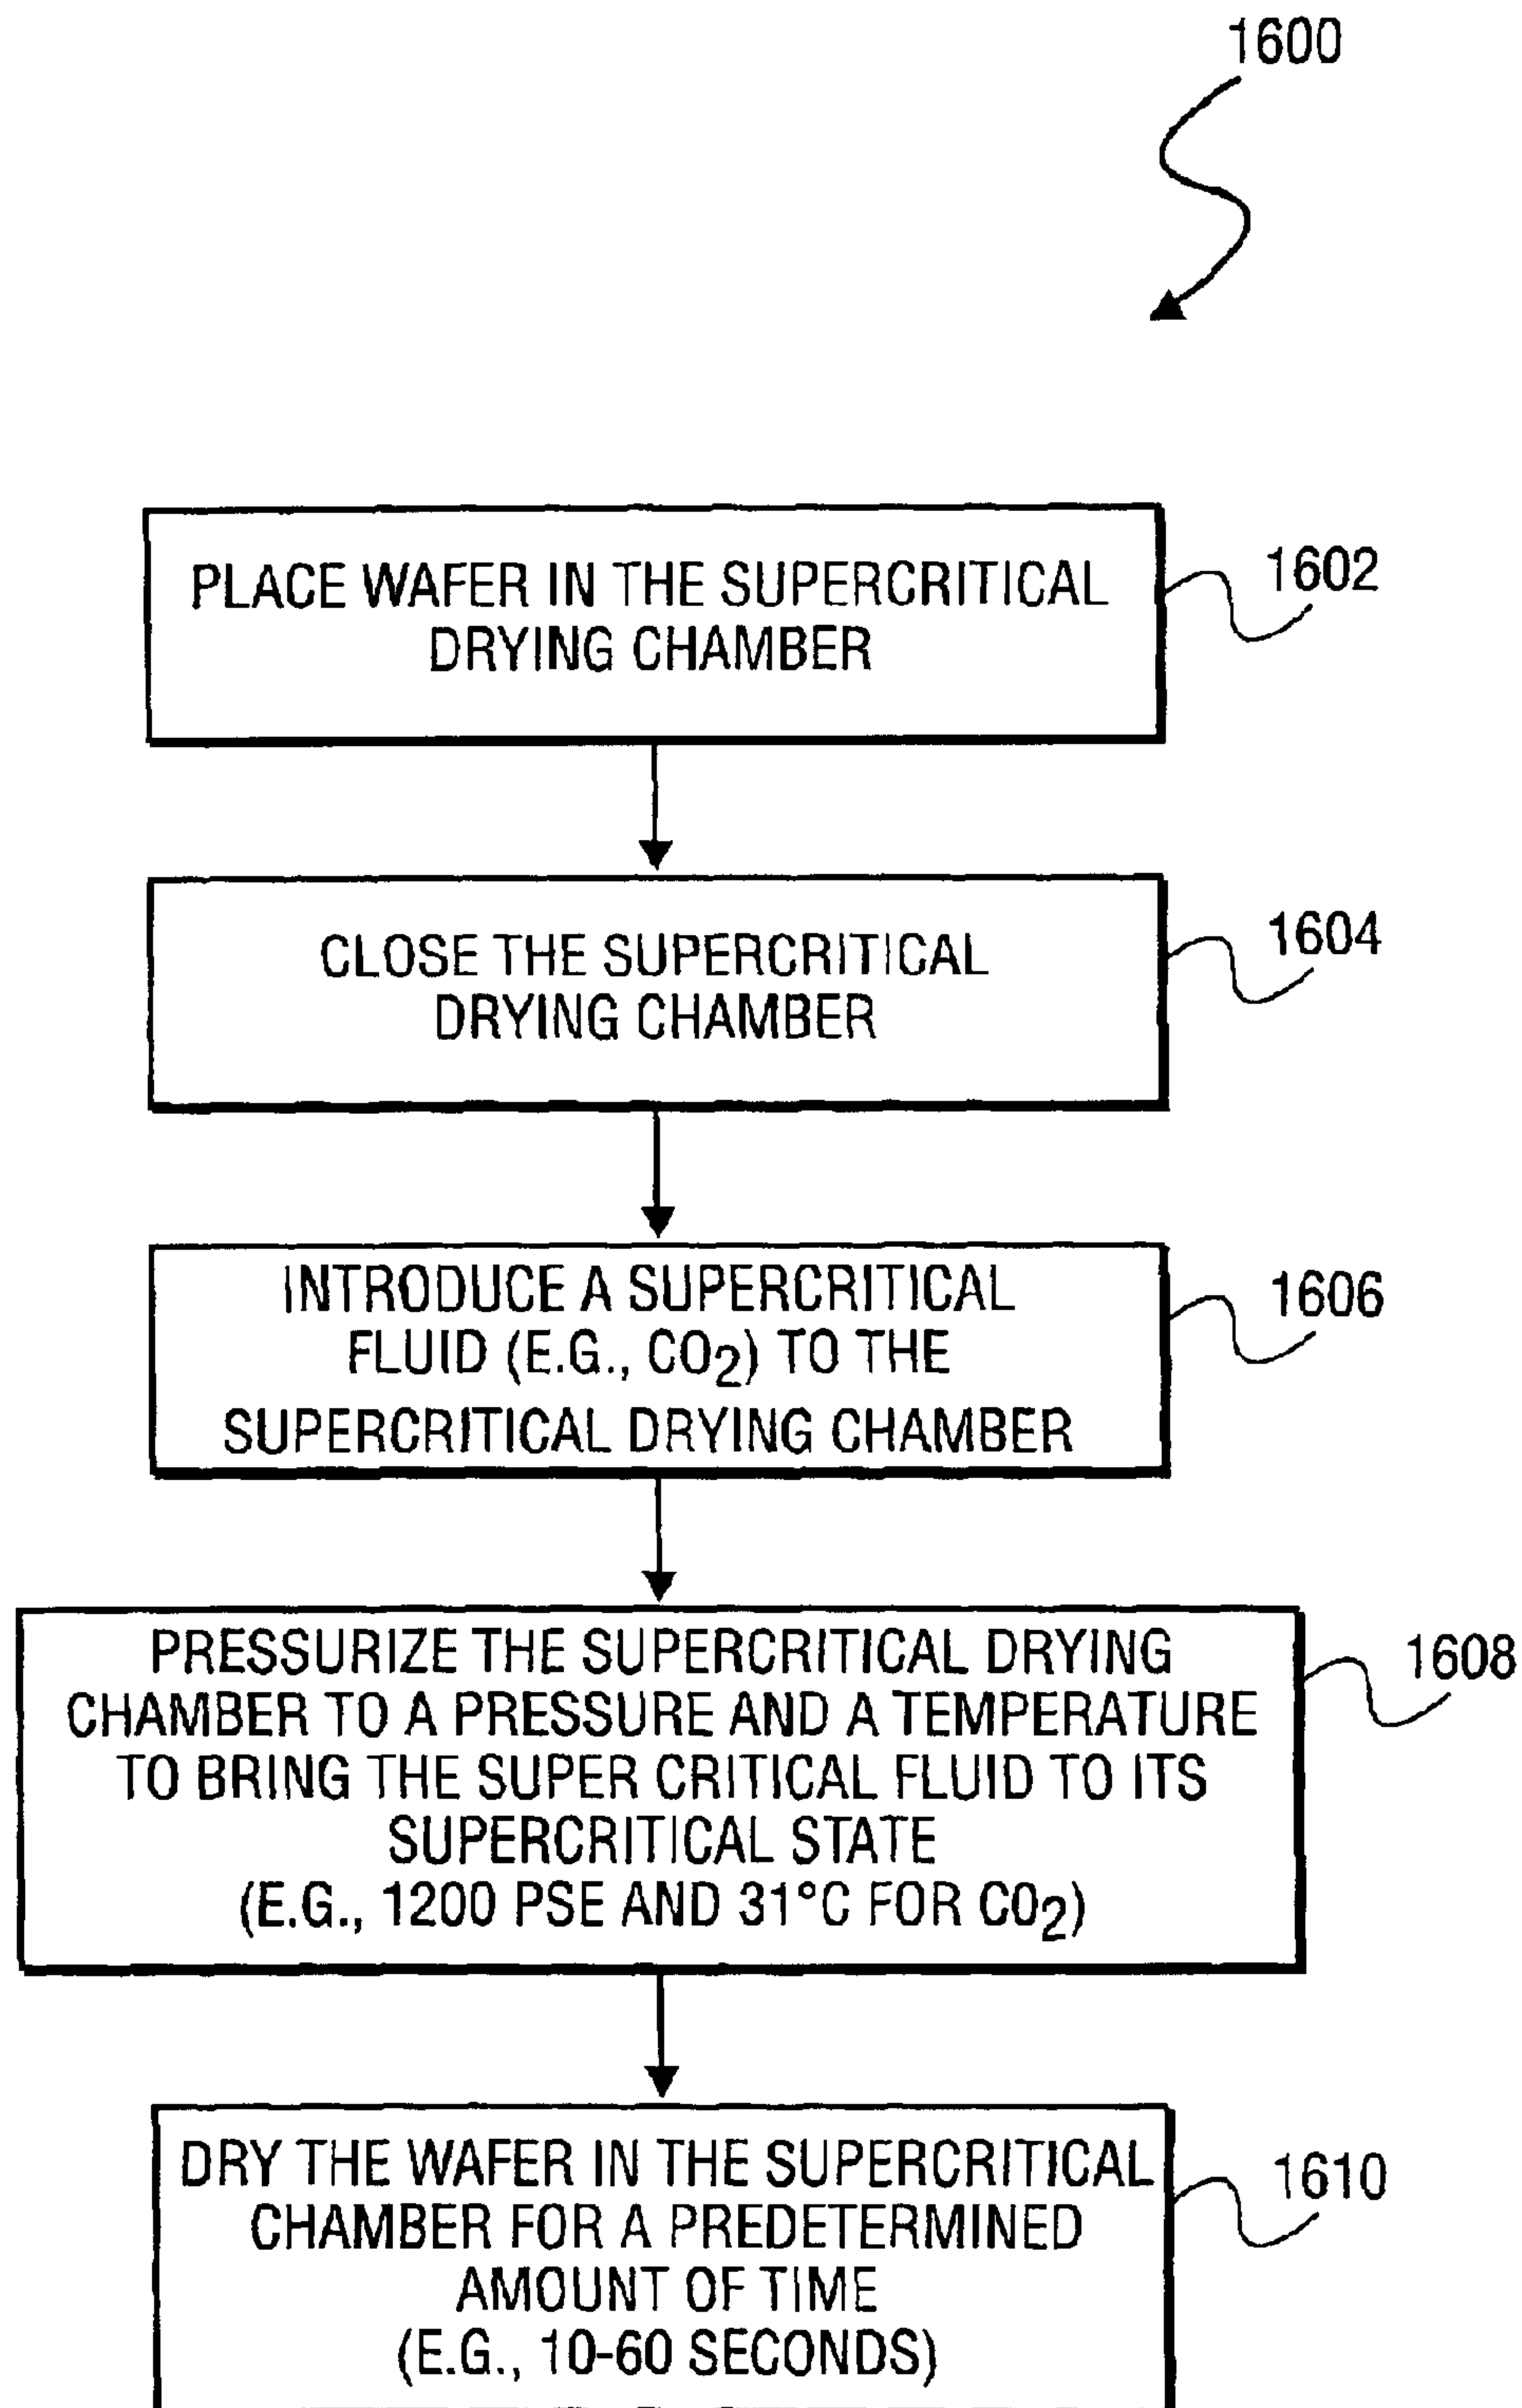 1600
PLACE WAFER IN THE SUPERCRITICAL
DRYING CHAMBER
1602
CLOSE THE SUPERCRITICAL
DRYING CHAMBER
1604
INTRODUCE A SUPERCRITICAL
FLUID (E.G., CO₂) TO THE
SUPERCRITICAL DRYING CHAMBER
1606
PRESSURIZE THE SUPERCRITICAL DRYING
CHAMBER TO A PRESSURE AND A TEMPERATURE
TO BRING THE SUPER CRITICAL FLUID TO ITS
SUPERCRITICAL STATE
(E.G., 1200 PSE AND 31°C FOR CO₂)
1608
DRY THE WAFER IN THE SUPERCRITICAL
CHAMBER FOR A PREDETERMINED
AMOUNT OF TIME
(E.G., 10-60 SECONDS)
1610